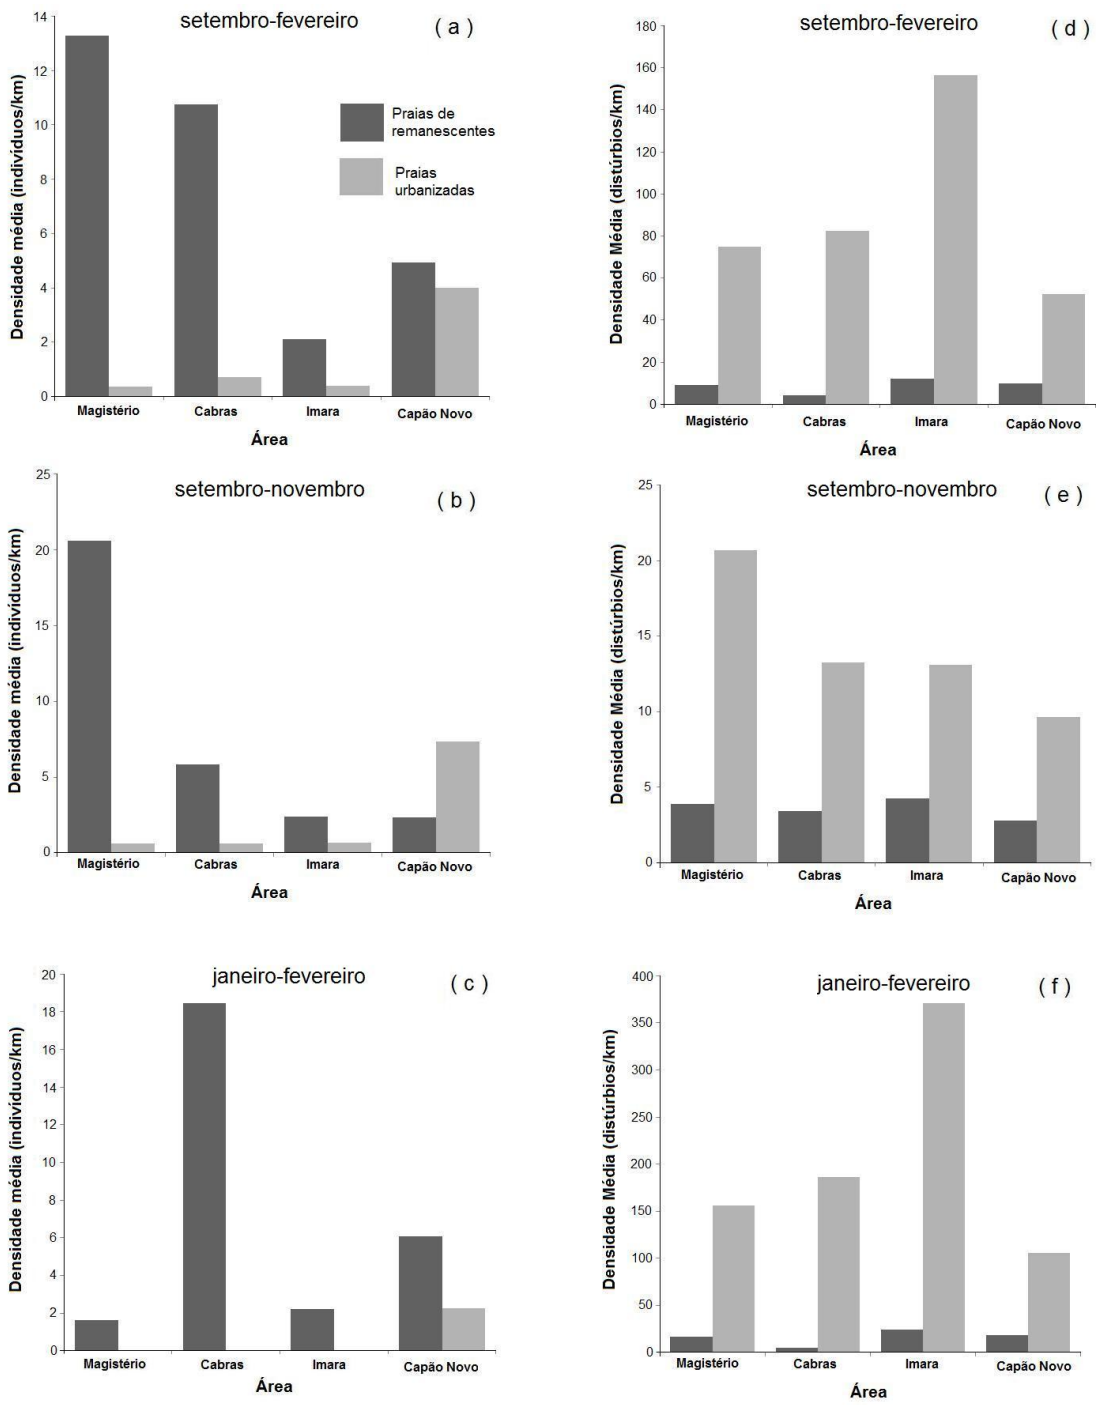 setembro-fevereiro
( a )
Densidade média (indivíduos/km)
14
12
10
8
6
4
2
0
Praias de
remanescentes
Praias
urbanizadas
Magistério
Cabras
Imara
Capão Novo
Área
setembro-fevereiro
( d )
Densidade Média (distúrbios/km)
180
160
140
120
100
80
60
40
20
0
Magistério
Cabras
Imara
Capão Novo
Área
setembro-novembro
( b )
Densidade média (indivíduos/km)
25
20
15
10
5
0
Magistério
Cabras
Imara
Capão Novo
Área
setembro-novembro
( e )
Densidade Média (distúrbios/km)
25
20
15
10
5
0
Magistério
Cabras
Imara
Capão Novo
Área
janeiro-fevereiro
( c )
Densidade média (indivíduos/km)
20
18
16
14
12
10
8
6
4
2
0
Magistério
Cabras
Imara
Capão Novo
Área
janeiro-fevereiro
( f )
Densidade Média (distúrbios/km)
400
350
300
250
200
150
100
50
0
Magistério
Cabras
Imara
Capão Novo
Área